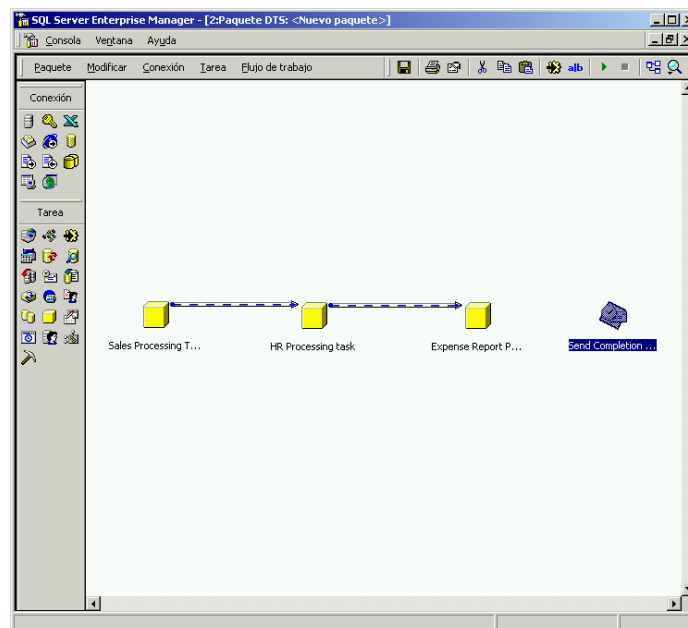 SQL Server Enterprise Manager - [2:Paquete DTS: <Nuevo paquete>]
Consola Ventana Ayuda
Paquete Modificar Conexión Tarea Flujo de trabajo a|b
Conexión
Tarea
Sales Processing T... HR Processing task Expense Report P... Send Completion ...